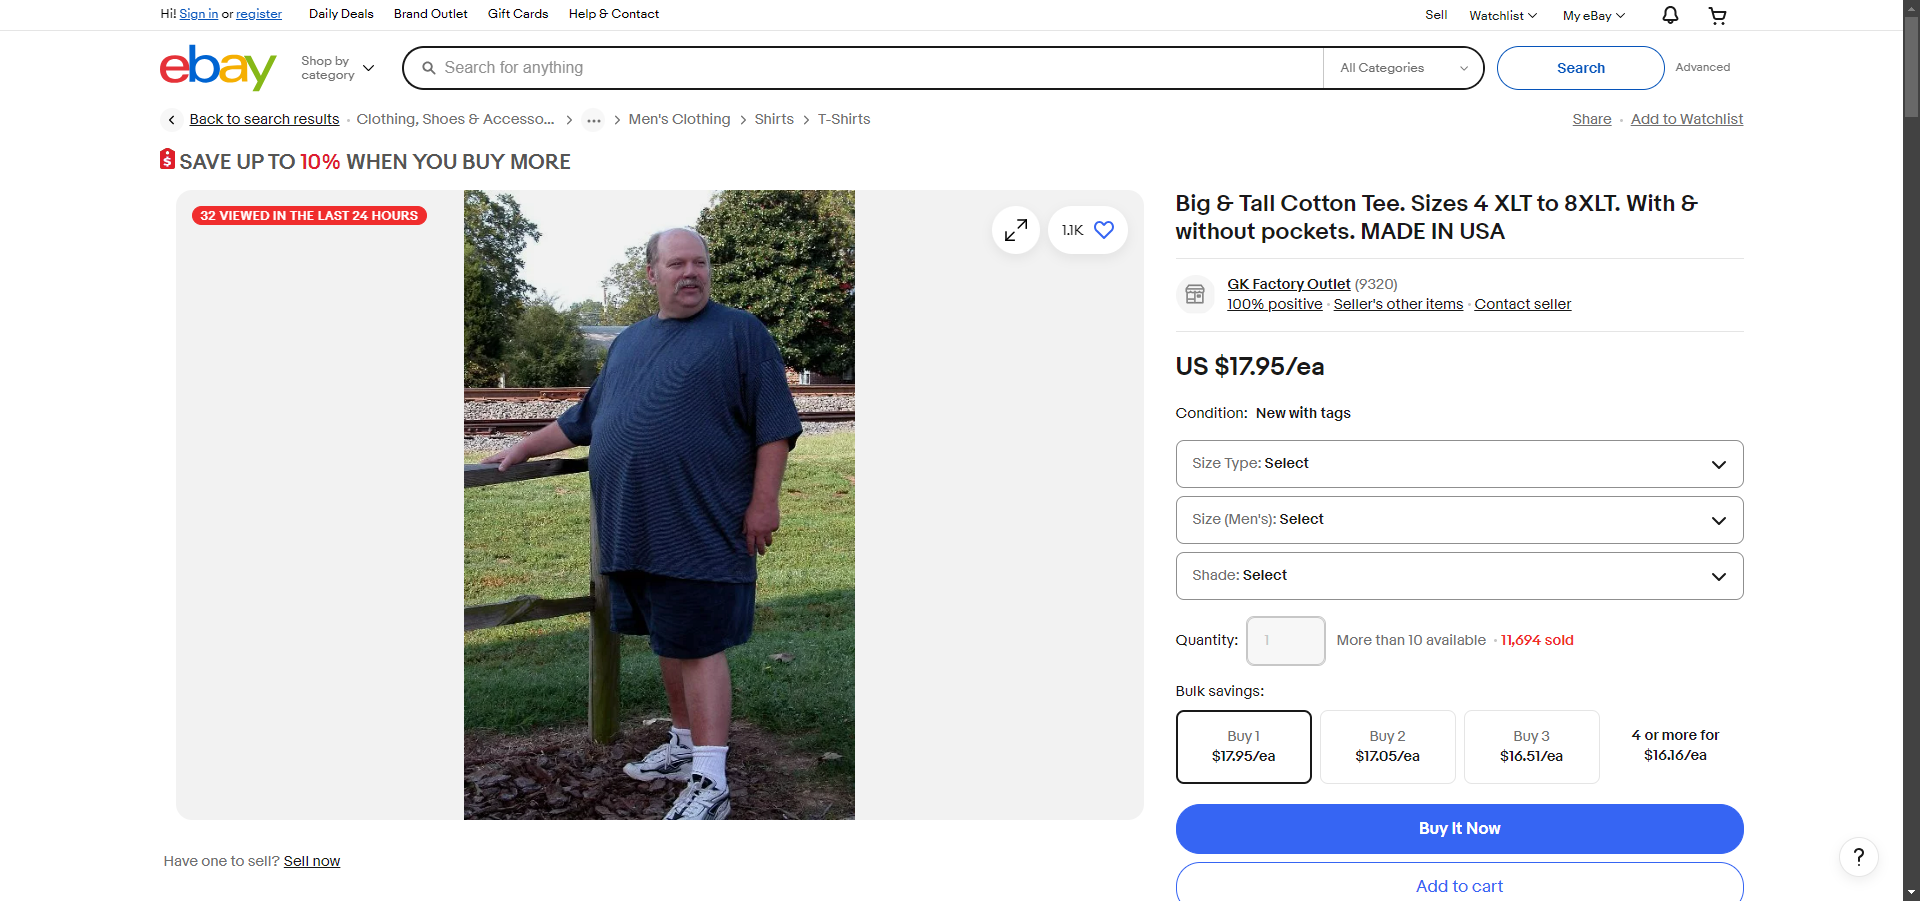 Hi! Sign in or register
Daily Deals
Brand Outlet
Gift Cards
Help & Contact
Sell
Watchlist
My eBay
ebay
Shop by
category
Search for anything
All Categories
Search
Advanced
Back to search results
Clothing, Shoes & Accesso...
...
Men's Clothing
Shirts
T-Shirts
Share
Add to Watchlist
$ SAVE UP TO 10% WHEN YOU BUY MORE
32 VIEWED IN THE LAST 24 HOURS
1.1K
Big & Tall Cotton Tee. Sizes 4 XLT to 8XLT. With &
without pockets. MADE IN USA
GK Factory Outlet (9320)
100% positive · Seller's other items · Contact seller
US $17.95/ea
Condition: New with tags
Size Type: Select
Size (Men's): Select
Shade: Select
Quantity: 1 More than 10 available · 11,694 sold
Bulk savings:
Buy 1
$17.95/ea
Buy 2
$17.05/ea
Buy 3
$16.51/ea
4 or more for
$16.16/ea
Buy It Now
Add to cart
Have one to sell? Sell now
?